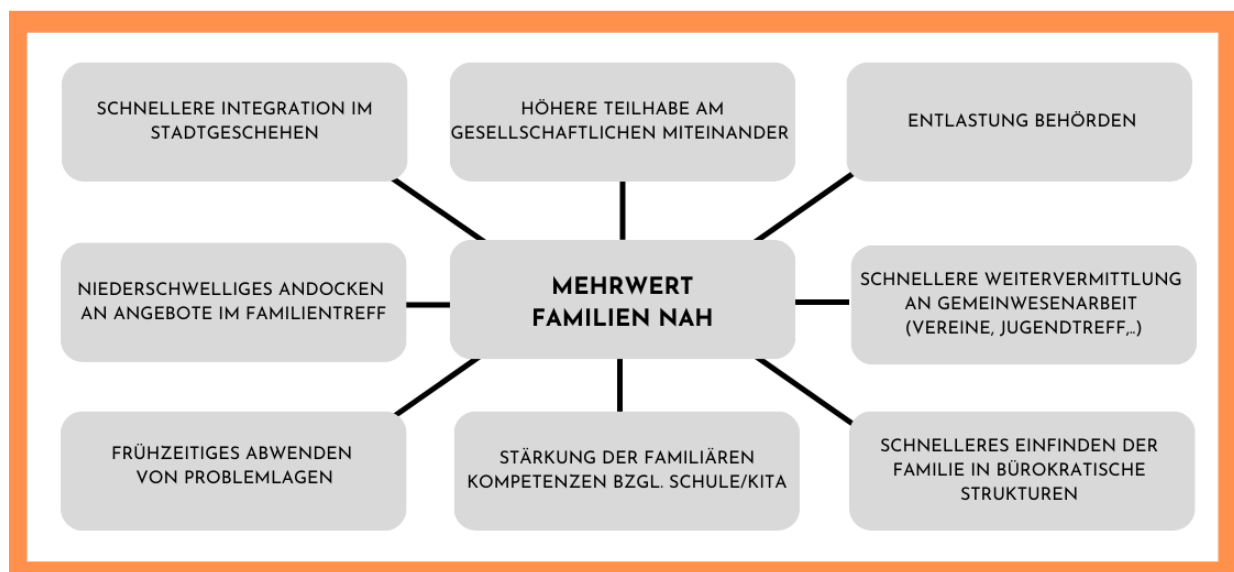 SCHNELLERE INTEGRATION IM
STADTGESCHEHEN
HÖHERE TEILHABE AM
GESELLSCHAFTLICHEN MITEINANDER
ENTLASTUNG BEHÖRDEN
NIEDERSCHWELLIGES ANDOCKEN
AN ANGEBOTE IM FAMILIENTREFF
MEHRWERT
FAMILIEN NAH
SCHNELLERE WEITERVERMITTLUNG
AN GEMEINWESENARBEIT
(VEREINE, JUGENDTREFF,..)
FRÜHZEITIGES ABWENDEN
VON PROBLEMLAGEN
STÄRKUNG DER FAMILIÄREN
KOMPETENZEN BZGL. SCHULE/KITA
SCHNELLERES EINFINDEN DER
FAMILIE IN BÜROKRATISCHE
STRUKTUREN